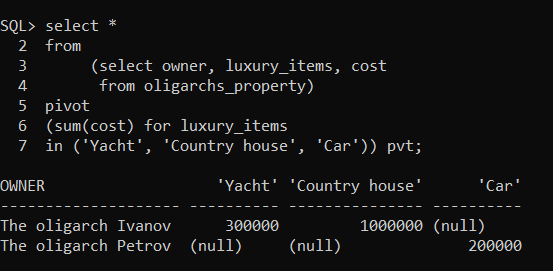 SQL> select *
  2  from
  3       (select owner, luxury_items, cost
  4        from oligarchs_property)
  5  pivot
  6  (sum(cost) for luxury_items
  7  in ('Yacht', 'Country house', 'Car')) pvt;

OWNER                   'Yacht' 'Country house'      'Car'
-------------------- ---------- --------------- ----------
The oligarch Ivanov      300000         1000000 (null)
The oligarch Petrov  (null)     (null)              200000